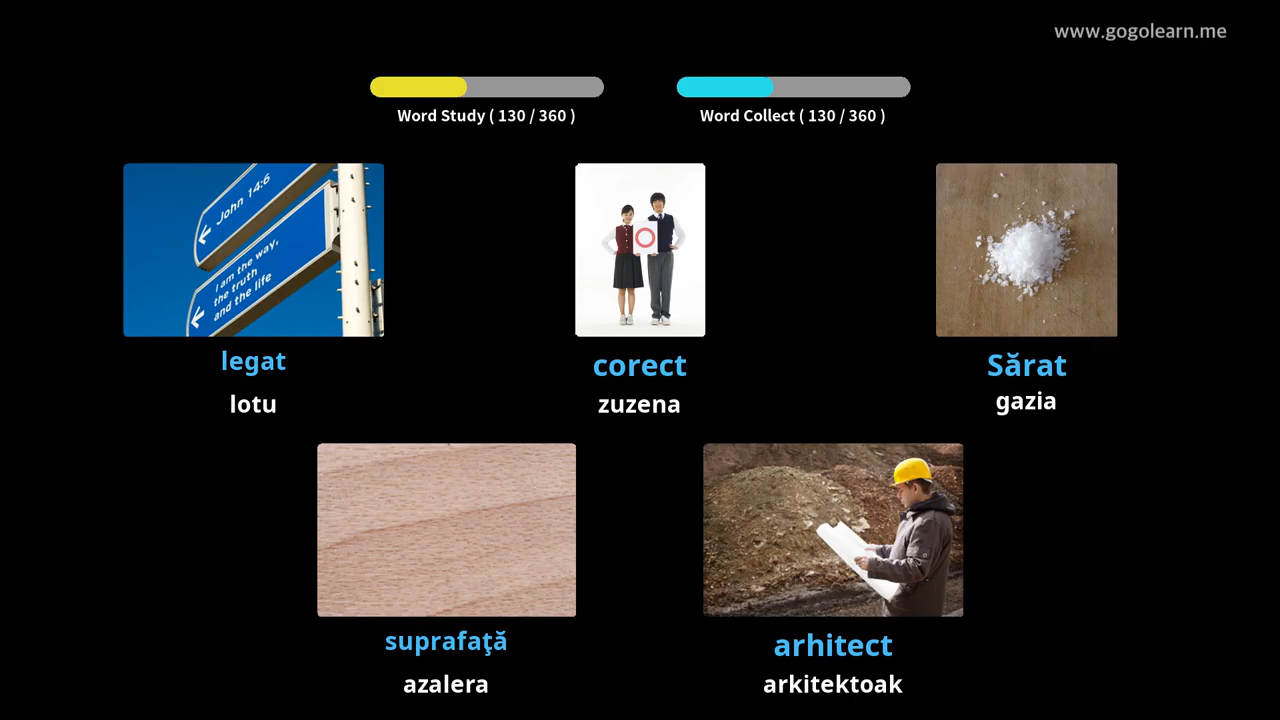 www.gogolearn.me
Word Study ( 130 / 360 )
Word Collect ( 130 / 360 )
John 14:6
I am the way,
the truth
and the life
legat
lotu
corect
zuzena
Sărat
gazia
suprafaţă
azalera
arhitect
arkitektoak